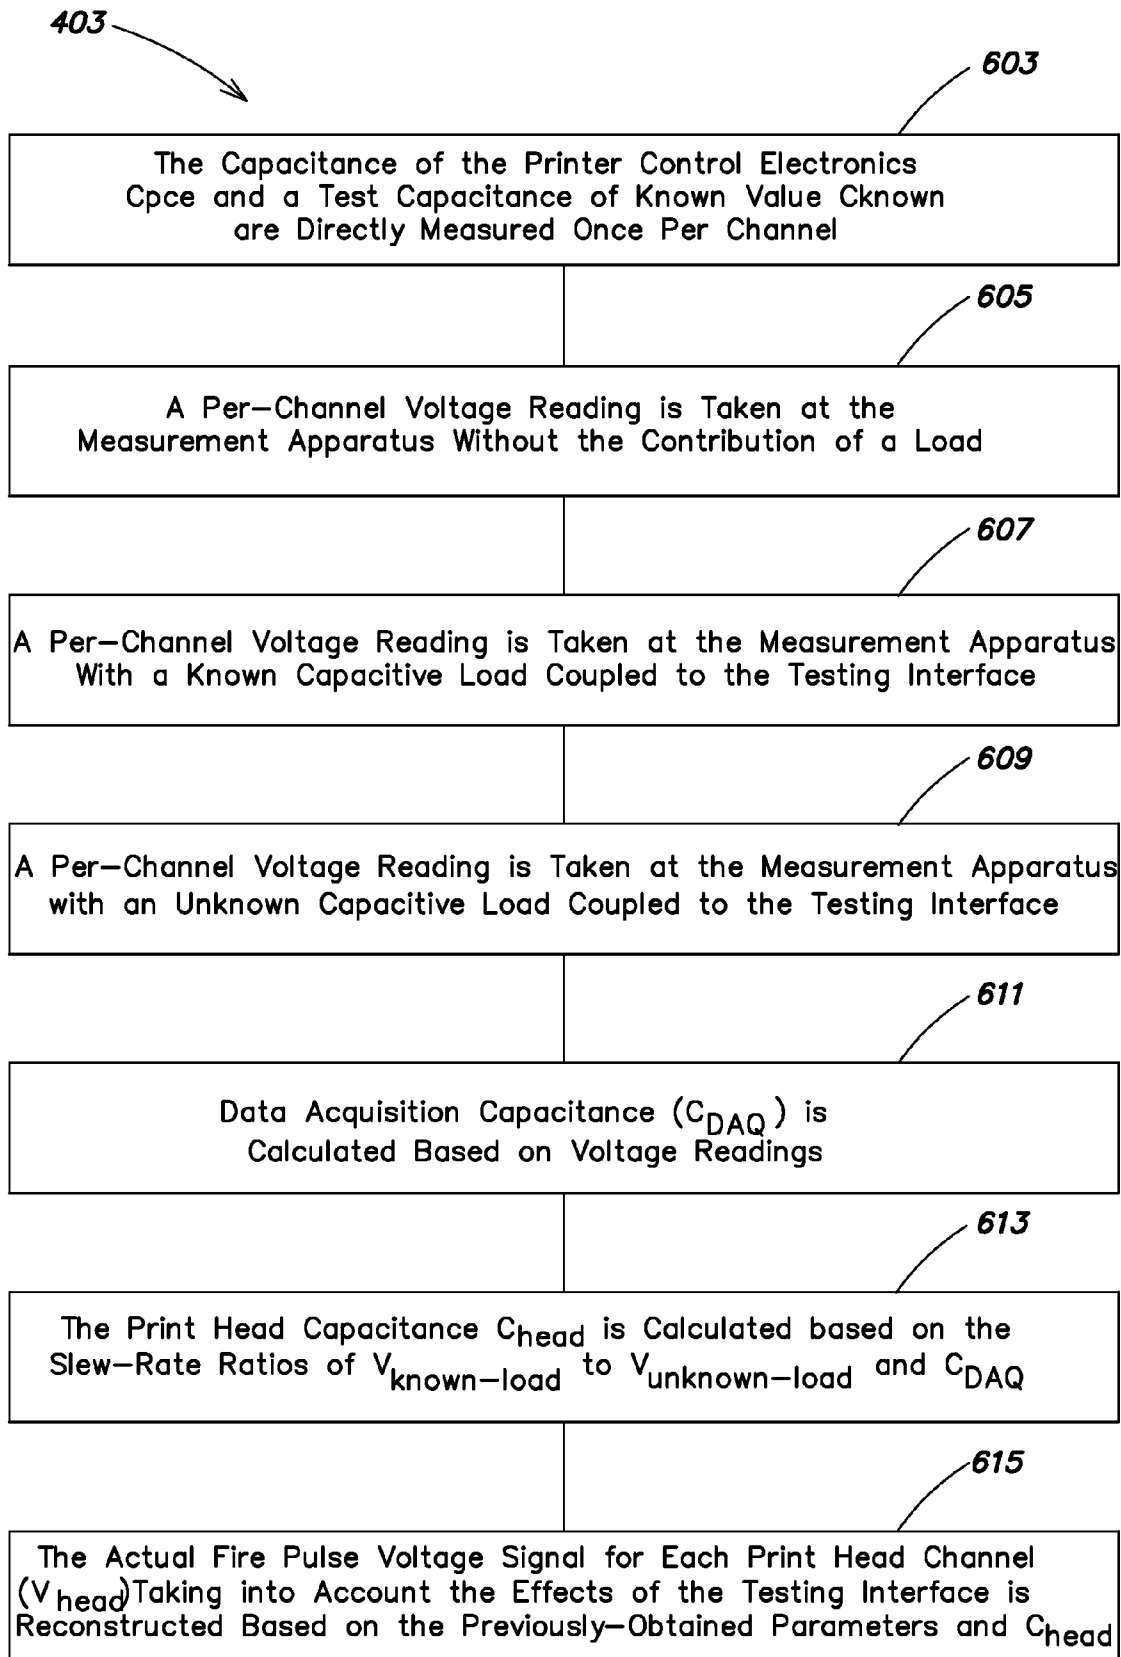 403
603
The Capacitance of the Printer Control Electronics
Cpce and a Test Capacitance of Known Value Cknown
are Directly Measured Once Per Channel
605
A Per-Channel Voltage Reading is Taken at the
Measurement Apparatus Without the Contribution of a Load
607
A Per-Channel Voltage Reading is Taken at the Measurement Apparatus
With a Known Capacitive Load Coupled to the Testing Interface
609
A Per-Channel Voltage Reading is Taken at the Measurement Apparatus
with an Unknown Capacitive Load Coupled to the Testing Interface
611
Data Acquisition Capacitance (CDAQ) is
Calculated Based on Voltage Readings
613
The Print Head Capacitance Chead is Calculated based on the
Slew-Rate Ratios of Vknown-load to Vunknown-load and CDAQ
615
The Actual Fire Pulse Voltage Signal for Each Print Head Channel
(Vhead)Taking into Account the Effects of the Testing Interface is
Reconstructed Based on the Previously-Obtained Parameters and Chead